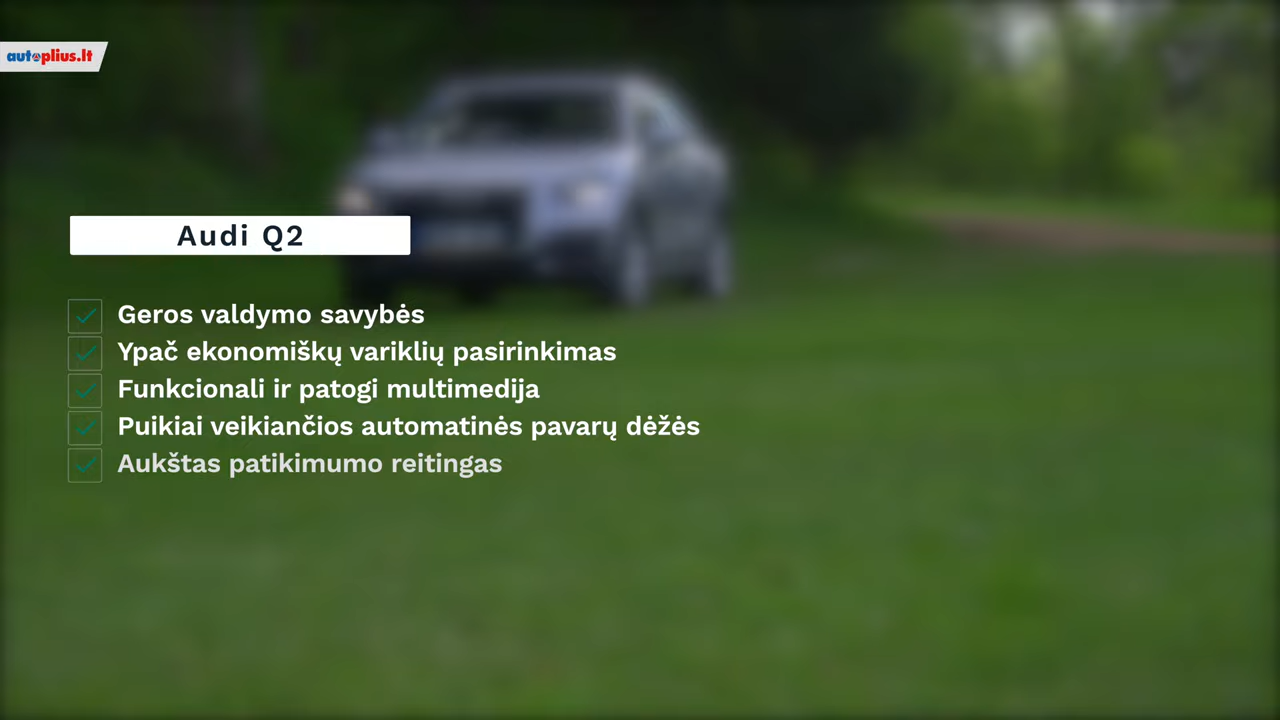 autoplius.lt
Audi Q2
Geros valdymo savybės
Ypač ekonomiškų variklių pasirinkimas
Funkcionali ir patogi multimedija
Puikiai veikiančios automatinės pavarų dėžės
Aukštas patikimumo reitingas